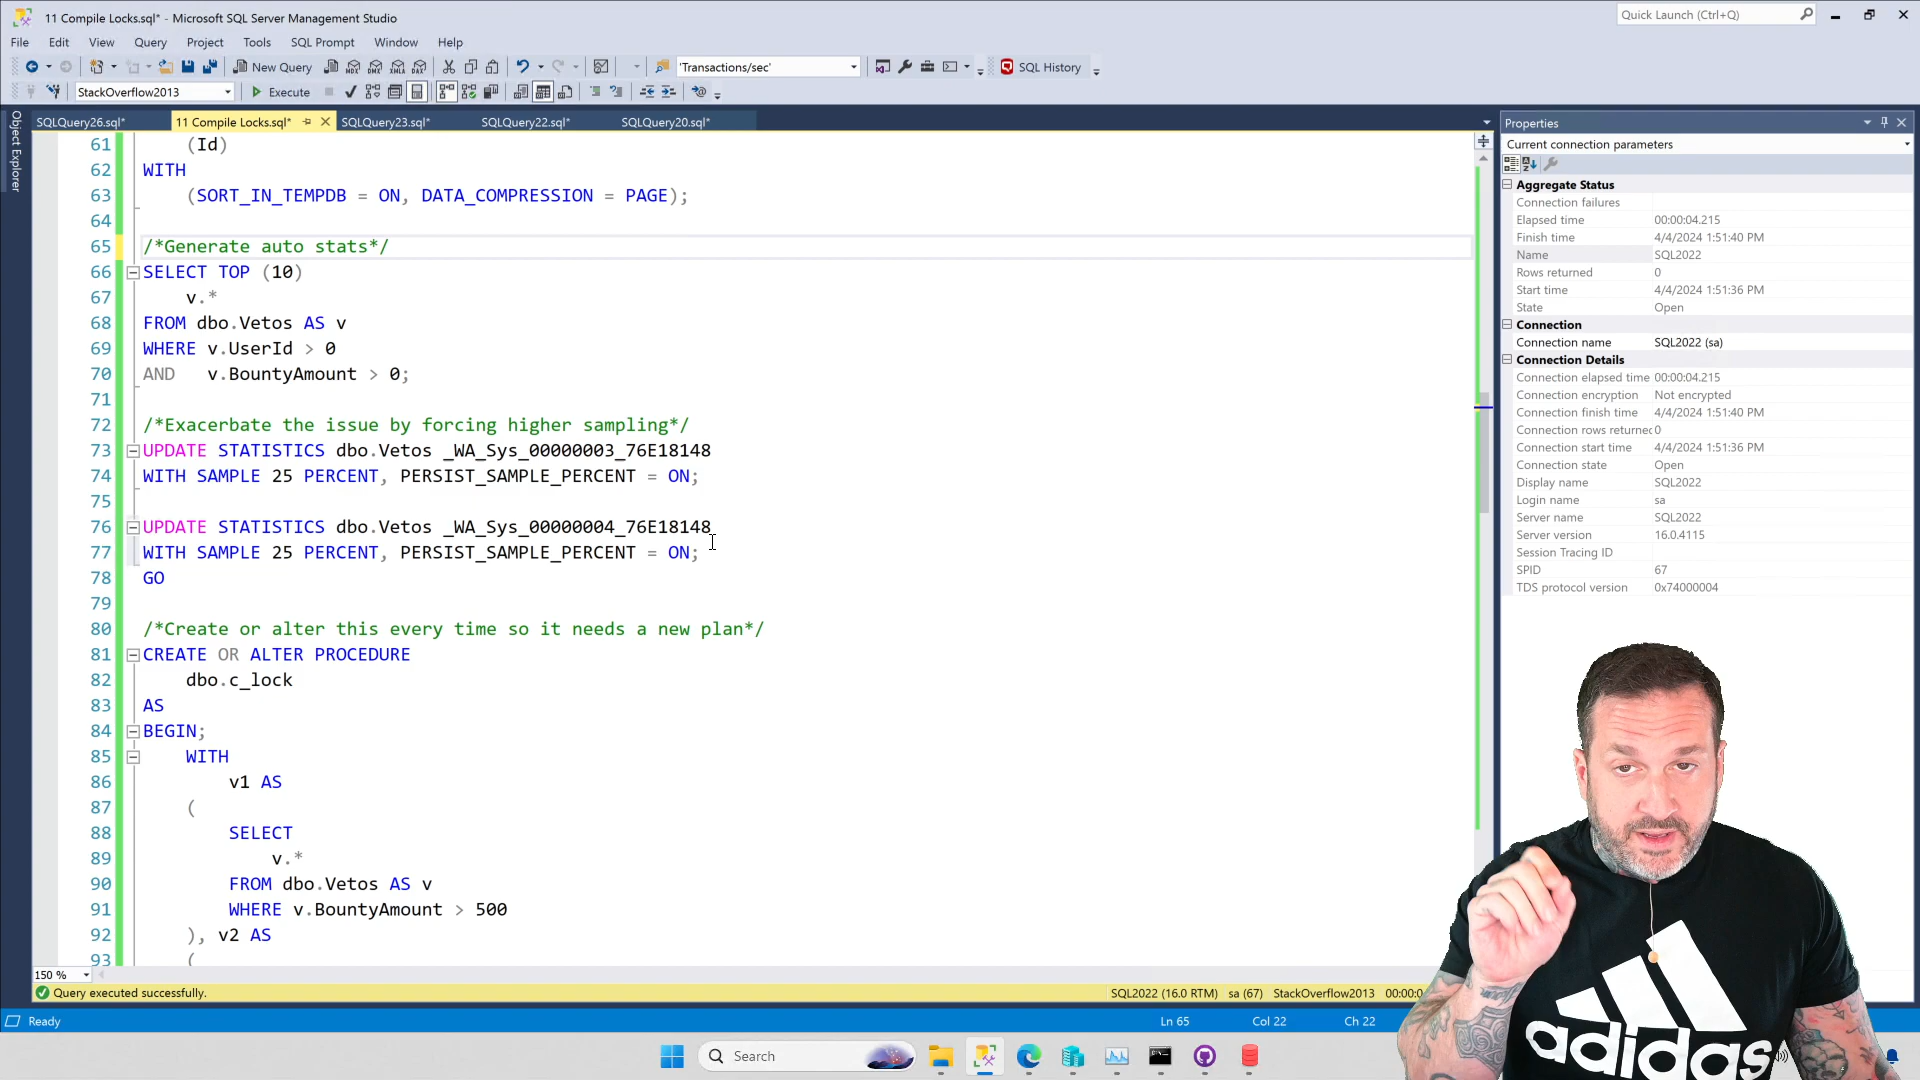 11 Compile Locks.sql* - Microsoft SQL Server Management Studio
Quick Launch (Ctrl+Q)
File Edit View Query Project Tools SQL Prompt Window Help
New Query
'Transactions/sec'
SQL History
StackOverflow2013
Execute
SQLQuery26.sql*
11 Compile Locks.sql*
SQLQuery23.sql*
SQLQuery22.sql*
SQLQuery20.sql*
Object Explorer
61 (Id)
62 WITH
63 (SORT_IN_TEMPDB = ON, DATA_COMPRESSION = PAGE);
64
65 /*Generate auto stats*/
66 SELECT TOP (10)
67 v.*
68 FROM dbo.Vetos AS v
69 WHERE v.UserId > 0
70 AND v.BountyAmount > 0;
71
72 /*Exacerbate the issue by forcing higher sampling*/
73 UPDATE STATISTICS dbo.Vetos _WA_Sys_00000003_76E18148
74 WITH SAMPLE 25 PERCENT, PERSIST_SAMPLE_PERCENT = ON;
75
76 UPDATE STATISTICS dbo.Vetos _WA_Sys_00000004_76E18148
77 WITH SAMPLE 25 PERCENT, PERSIST_SAMPLE_PERCENT = ON;
78 GO
79
80 /*Create or alter this every time so it needs a new plan*/
81 CREATE OR ALTER PROCEDURE
82 dbo.c_lock
83 AS
84 BEGIN;
85 WITH
86 v1 AS
87 (
88 SELECT
89 v.*
90 FROM dbo.Vetos AS v
91 WHERE v.BountyAmount > 500
92 ), v2 AS
93 (
150 %
Query executed successfully.
SQL2022 (16.0 RTM) sa (67) StackOverflow2013 00:00:0
Ready
Ln 65 Col 22 Ch 22
Properties
Current connection parameters
Aggregate Status
Connection failures
Elapsed time 00:00:04.215
Finish time 4/4/2024 1:51:40 PM
Name SQL2022
Rows returned 0
Start time 4/4/2024 1:51:36 PM
State Open
Connection
Connection name SQL2022 (sa)
Connection Details
Connection elapsed time 00:00:04.215
Connection encryption Not encrypted
Connection finish time 4/4/2024 1:51:40 PM
Connection rows returnec 0
Connection start time 4/4/2024 1:51:36 PM
Connection state Open
Display name SQL2022
Login name sa
Server name SQL2022
Server version 16.0.4115
Session Tracing ID
SPID 67
TDS protocol version 0x74000004
adidas
Search